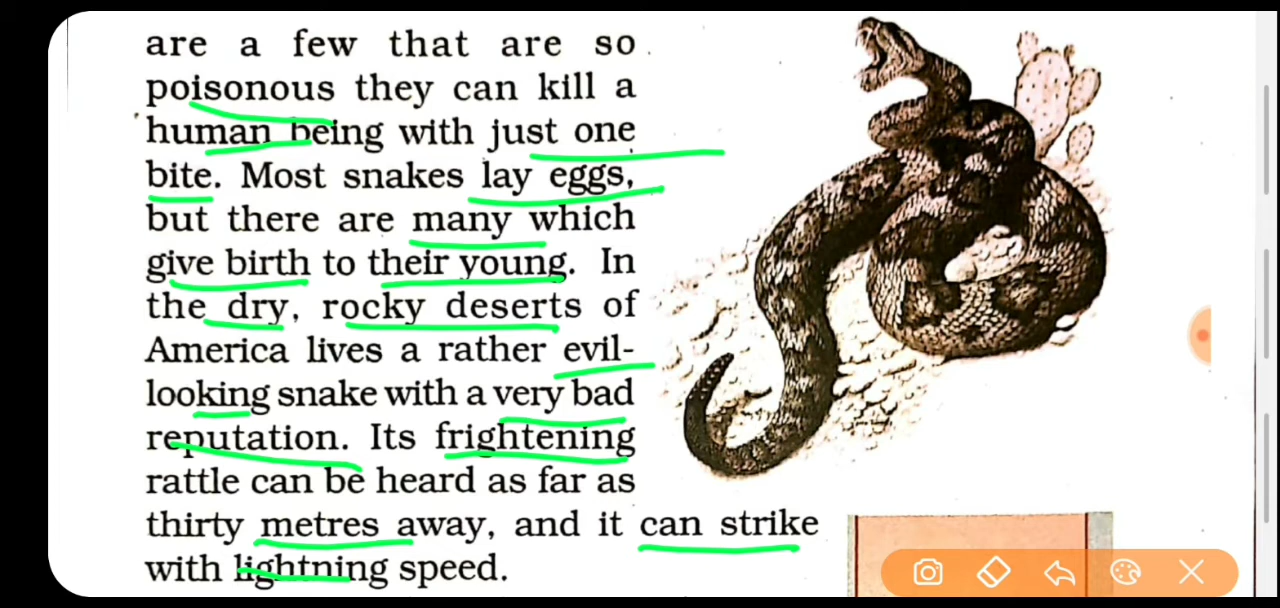 are a few that are so
poisonous they can kill a
human being with just one
bite. Most snakes lay eggs,
but there are many which
give birth to their young. In
the dry, rocky deserts of
America lives a rather evil-
looking snake with a very bad
reputation. Its frightening
rattle can be heard as far as
thirty metres away, and it can strike
with lightning speed.